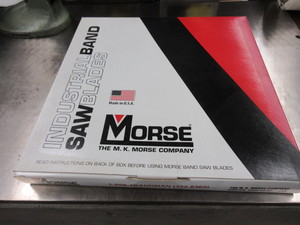 INDUSTRIAL BAND
SAW BLADES
Made in U.S.A.
MORSE®
THE M. K. MORSE COMPANY
READ INSTRUCTIONS ON BACK OF BOX BEFORE USING MORSE BAND SAW BLADES